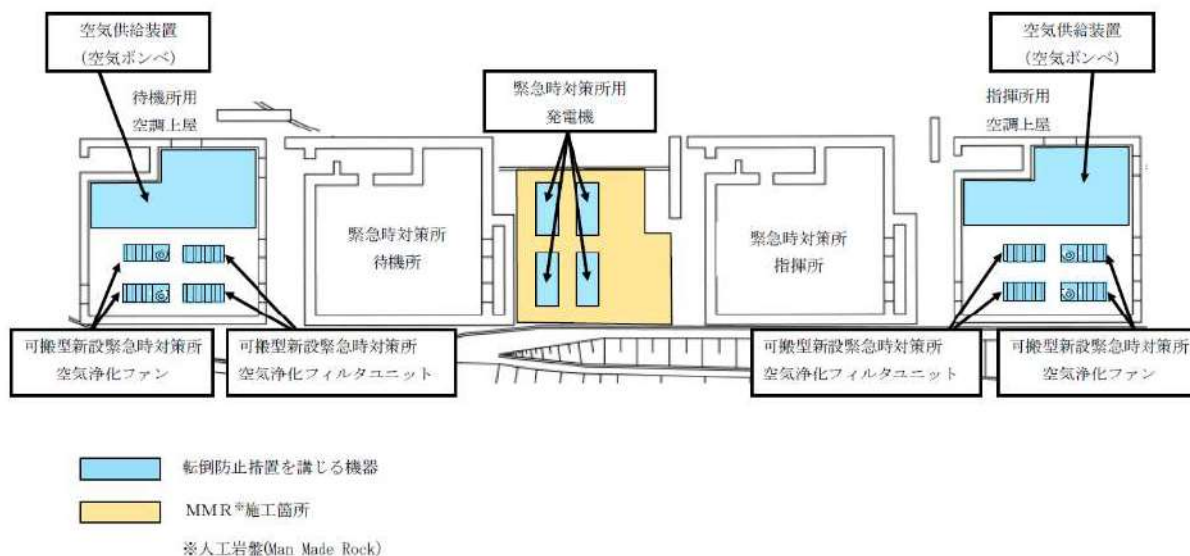 空気供給装置
(空気ボンベ)
待機所用
空調上屋
緊急時対策所用
発電機
空気供給装置
(空気ボンベ)
指揮所用
空調上屋
緊急時対策所
待機所
緊急時対策所
指揮所
可搬型新設緊急時対策所
空気浄化ファン
可搬型新設緊急時対策所
空気浄化フィルタユニット
可搬型新設緊急時対策所
空気浄化フィルタユニット
可搬型新設緊急時対策所
空気浄化ファン
転倒防止措置を講じる機器
MMR※施工箇所
※人工岩盤(Man Made Rock)